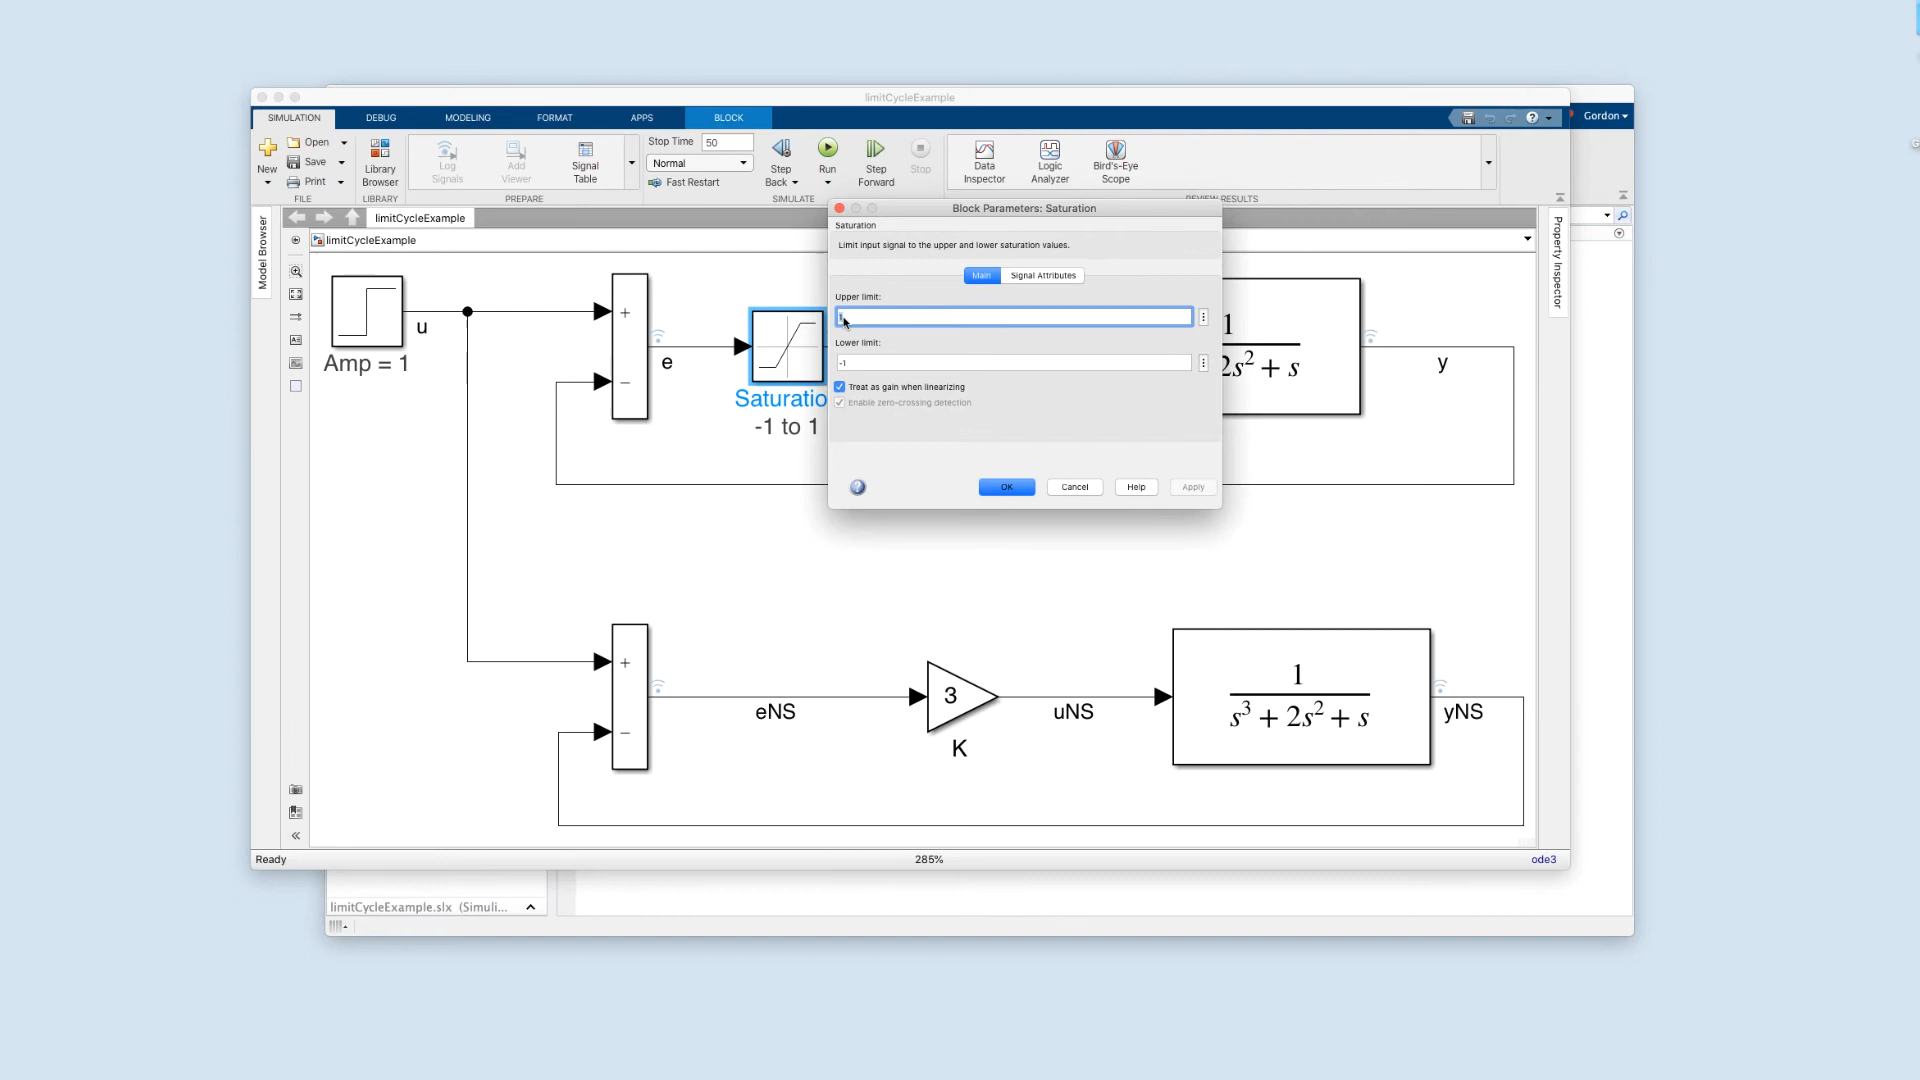 limitCycleExample
SIMULATION DEBUG MODELING FORMAT APPS BLOCK
Gordon
New
Open
Save
Print
FILE
Library Browser
LIBRARY
Log Signals
Add Viewer
Signal Table
PREPARE
Stop Time 50
Normal
Fast Restart
Step Back
Run
Step Forward
Stop
SIMULATE
Data Inspector
Logic Analyzer
Bird's-Eye Scope
REVIEW RESULTS
limitCycleExample
limitCycleExample
Model Browser
Property Inspector
Block Parameters: Saturation
Saturation
Limit input signal to the upper and lower saturation values.
Main Signal Attributes
Upper limit:
Lower limit:
-1
Treat as gain when linearizing
Enable zero-crossing detection
OK Cancel Help Apply
Amp = 1
u
+
−
e
Saturatio
-1 to 1
1
2s² + s
y
+
−
eNS
3
K
uNS
1
s³ + 2s² + s
yNS
Ready
285%
ode3
limitCycleExample.slx (Simuli...